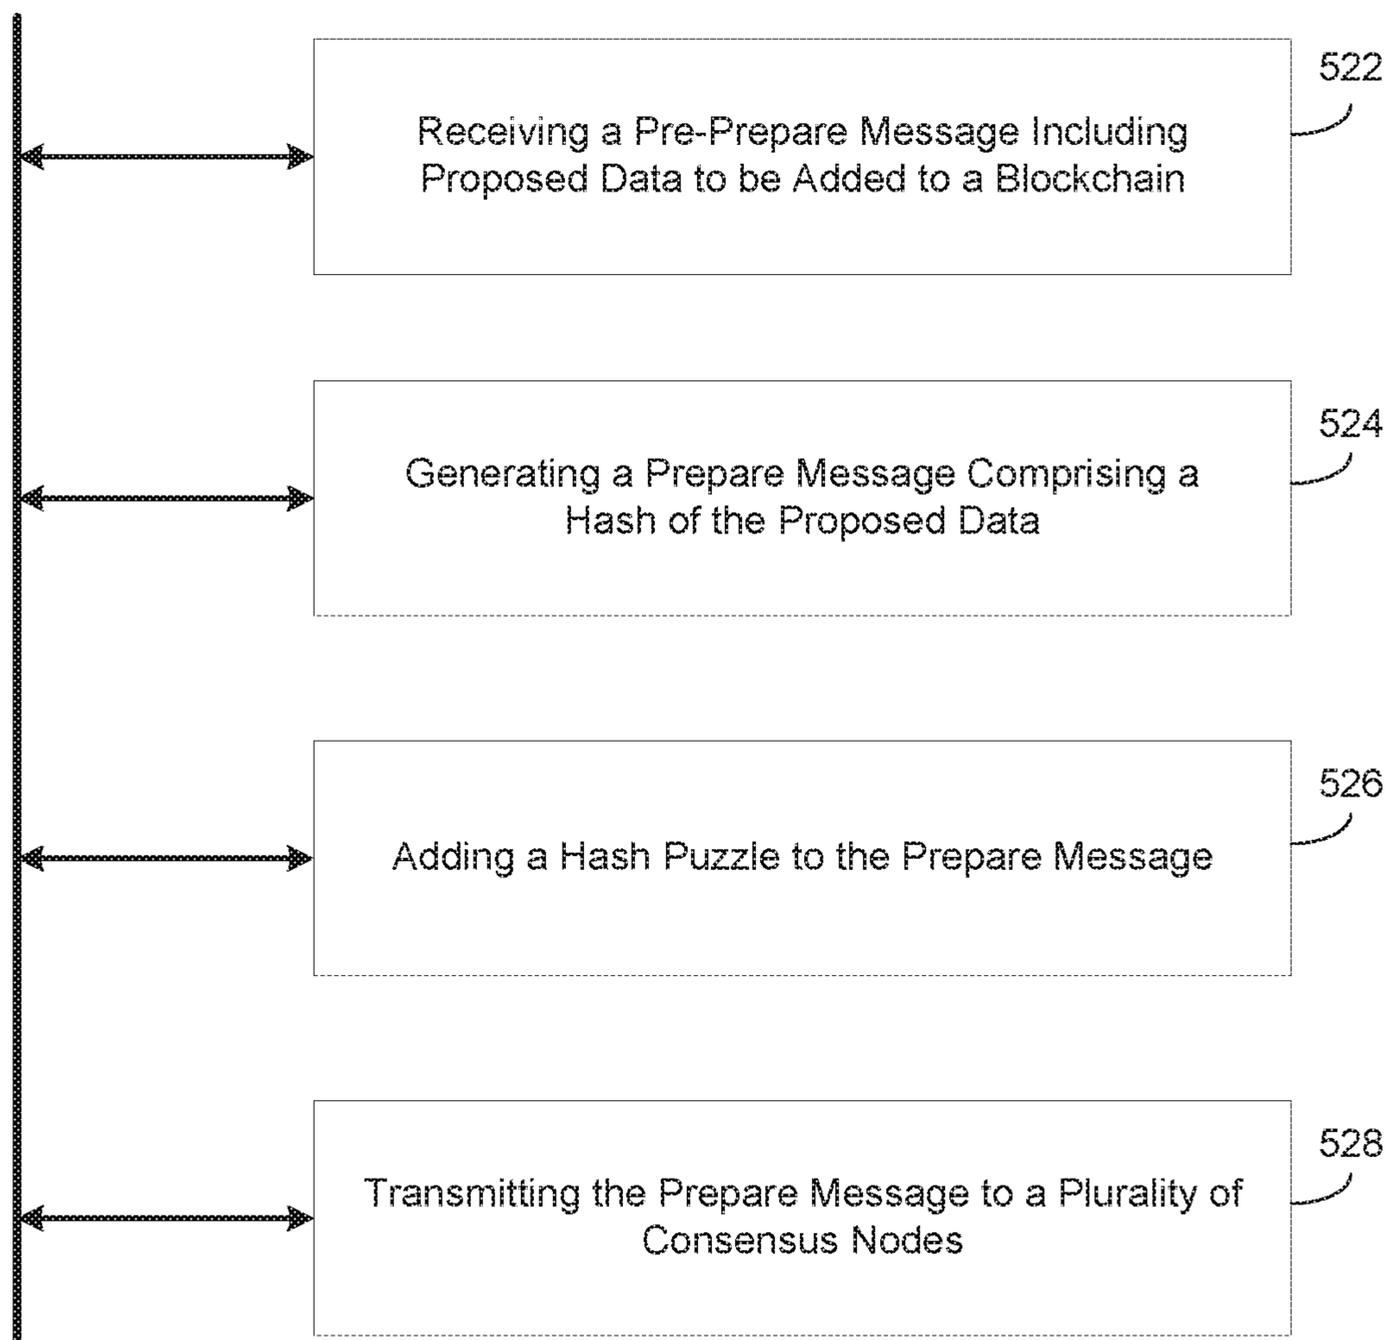 522
Receiving a Pre-Prepare Message Including
Proposed Data to be Added to a Blockchain
524
Generating a Prepare Message Comprising a
Hash of the Proposed Data
526
Adding a Hash Puzzle to the Prepare Message
528
Transmitting the Prepare Message to a Plurality of
Consensus Nodes